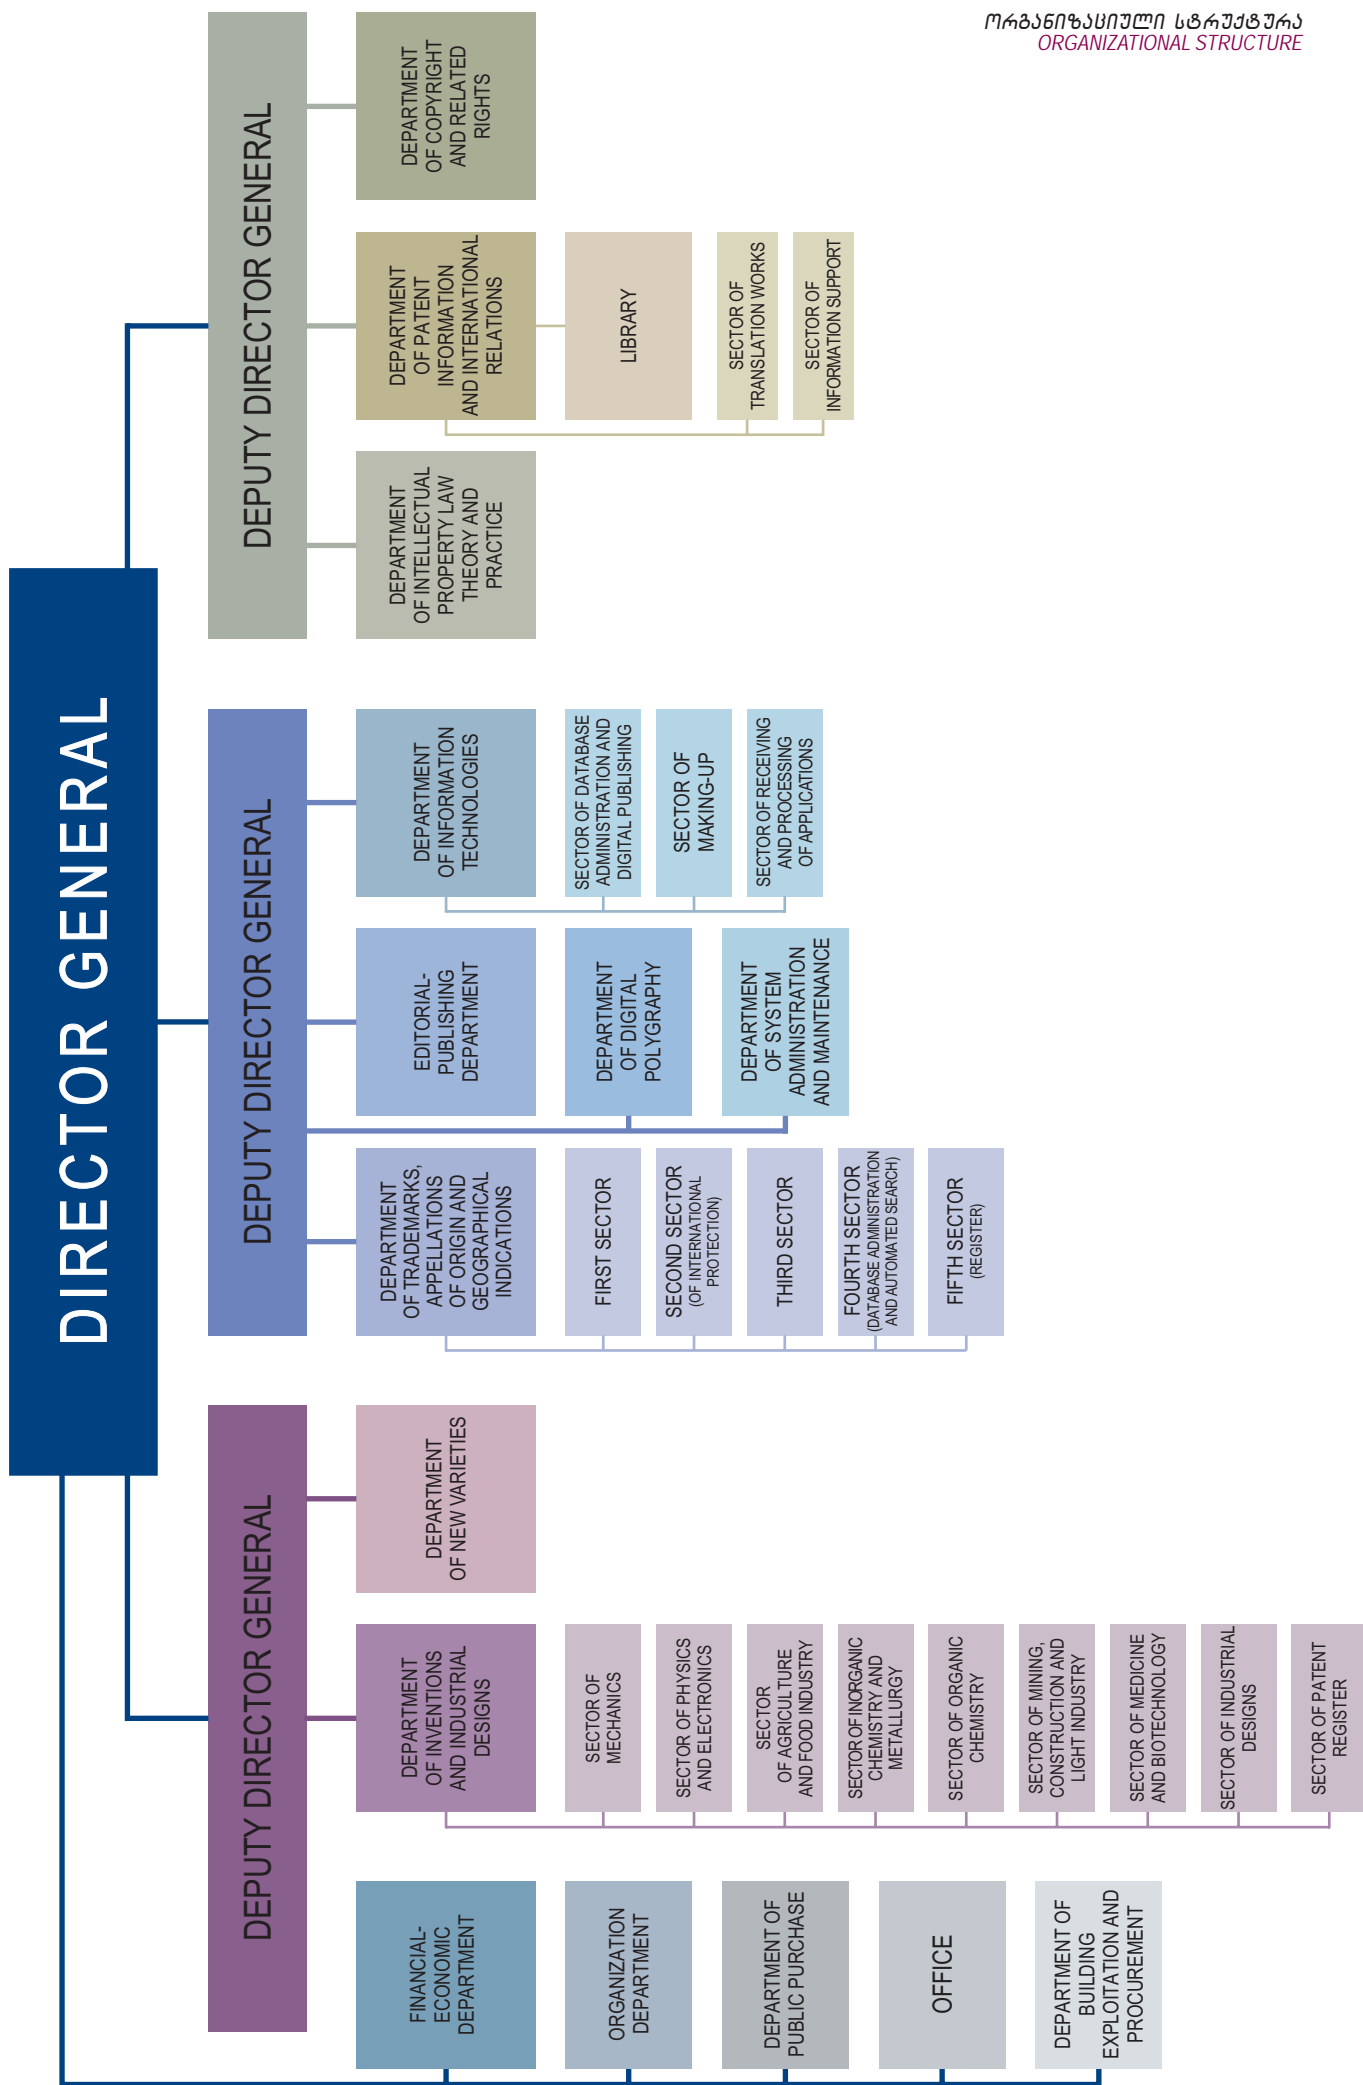 ორგანიზაციული სტრუქტურა
ORGANIZATIONAL STRUCTURE
DIRECTOR GENERAL
DEPUTY DIRECTOR GENERAL
FINANCIAL-
ECONOMIC
DEPARTMENT
ORGANIZATION
DEPARTMENT
DEPARTMENT OF
PUBLIC PURCHASE
OFFICE
DEPARTMENT OF
BUILDING
EXPLOITATION AND
PROCUREMENT
DEPARTMENT
OF INVENTIONS
AND INDUSTRIAL
DESIGNS
SECTOR OF
MECHANICS
SECTOR OF PHYSICS
AND ELECTRONICS
SECTOR
OF AGRICULTURE
AND FOOD INDUSTRY
SECTOR OF INORGANIC
CHEMISTRY AND
METALLURGY
SECTOR OF ORGANIC
CHEMISTRY
SECTOR OF MINING,
CONSTRUCTION AND
LIGHT INDUSTRY
SECTOR OF MEDICINE
AND BIOTECHNOLOGY
SECTOR OF INDUSTRIAL
DESIGNS
SECTOR OF PATENT
REGISTER
DEPARTMENT
OF NEW VARIETIES
DEPUTY DIRECTOR GENERAL
DEPARTMENT
OF TRADEMARKS,
APPELLATIONS
OF ORIGIN AND
GEOGRAPHICAL
INDICATIONS
FIRST SECTOR
SECOND SECTOR
(OF INTERNATIONAL
PROTECTION)
THIRD SECTOR
FOURTH SECTOR
(DATABASE ADMINISTRATION
AND AUTOMATED SEARCH)
FIFTH SECTOR
(REGISTER)
EDITORIAL-
PUBLISHING
DEPARTMENT
DEPARTMENT
OF DIGITAL
POLYGRAPHY
DEPARTMENT
OF SYSTEM
ADMINISTRATION
AND MAINTENANCE
DEPARTMENT
OF INFORMATION
TECHNOLOGIES
SECTOR OF DATABASE
ADMINISTRATION AND
DIGITAL PUBLISHING
SECTOR OF
MAKING-UP
SECTOR OF RECEIVING
AND PROCESSING
OF APPLICATIONS
DEPUTY DIRECTOR GENERAL
DEPARTMENT
OF INTELLECTUAL
PROPERTY LAW
THEORY AND
PRACTICE
DEPARTMENT
OF PATENT
INFORMATION
AND INTERNATIONAL
RELATIONS
LIBRARY
SECTOR OF
TRANSLATION WORKS
SECTOR OF
INFORMATION SUPPORT
DEPARTMENT
OF COPYRIGHT
AND RELATED
RIGHTS